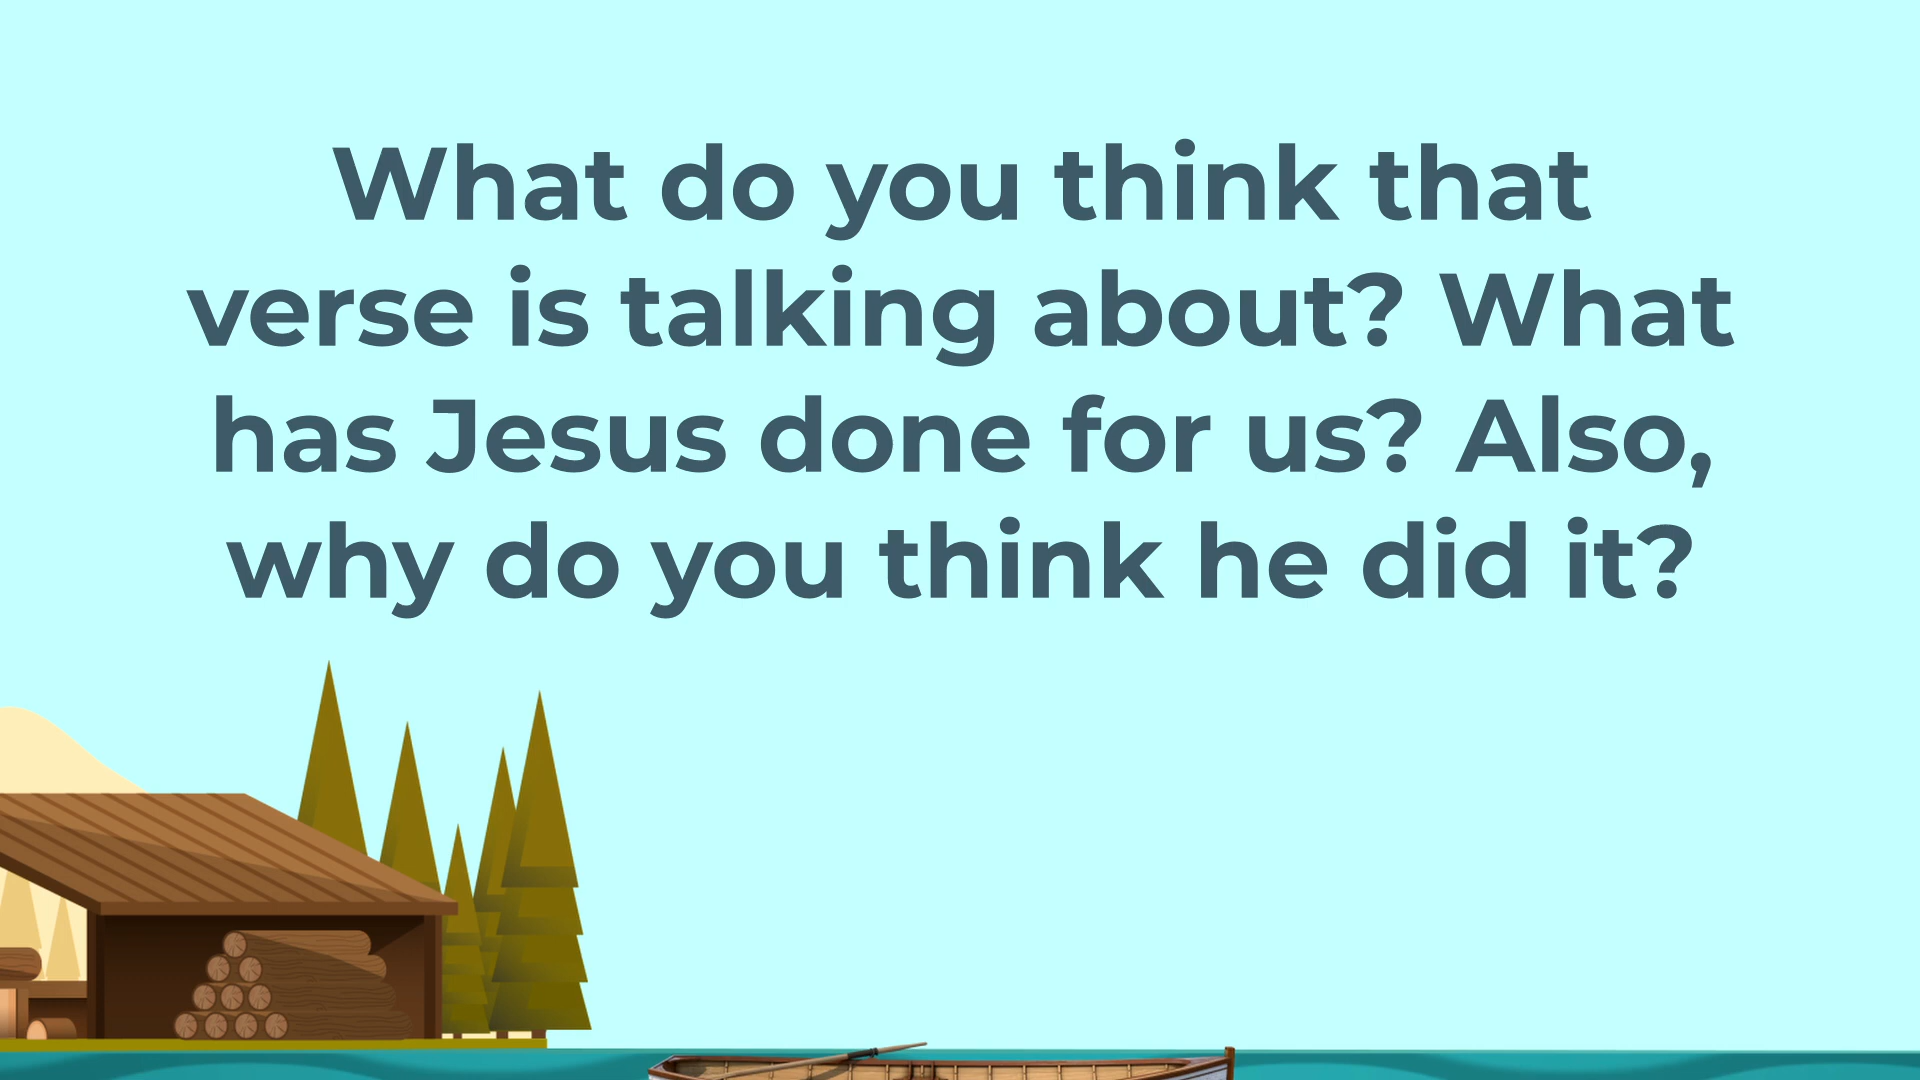 What do you think that
verse is talking about? What
has Jesus done for us? Also,
why do you think he did it?